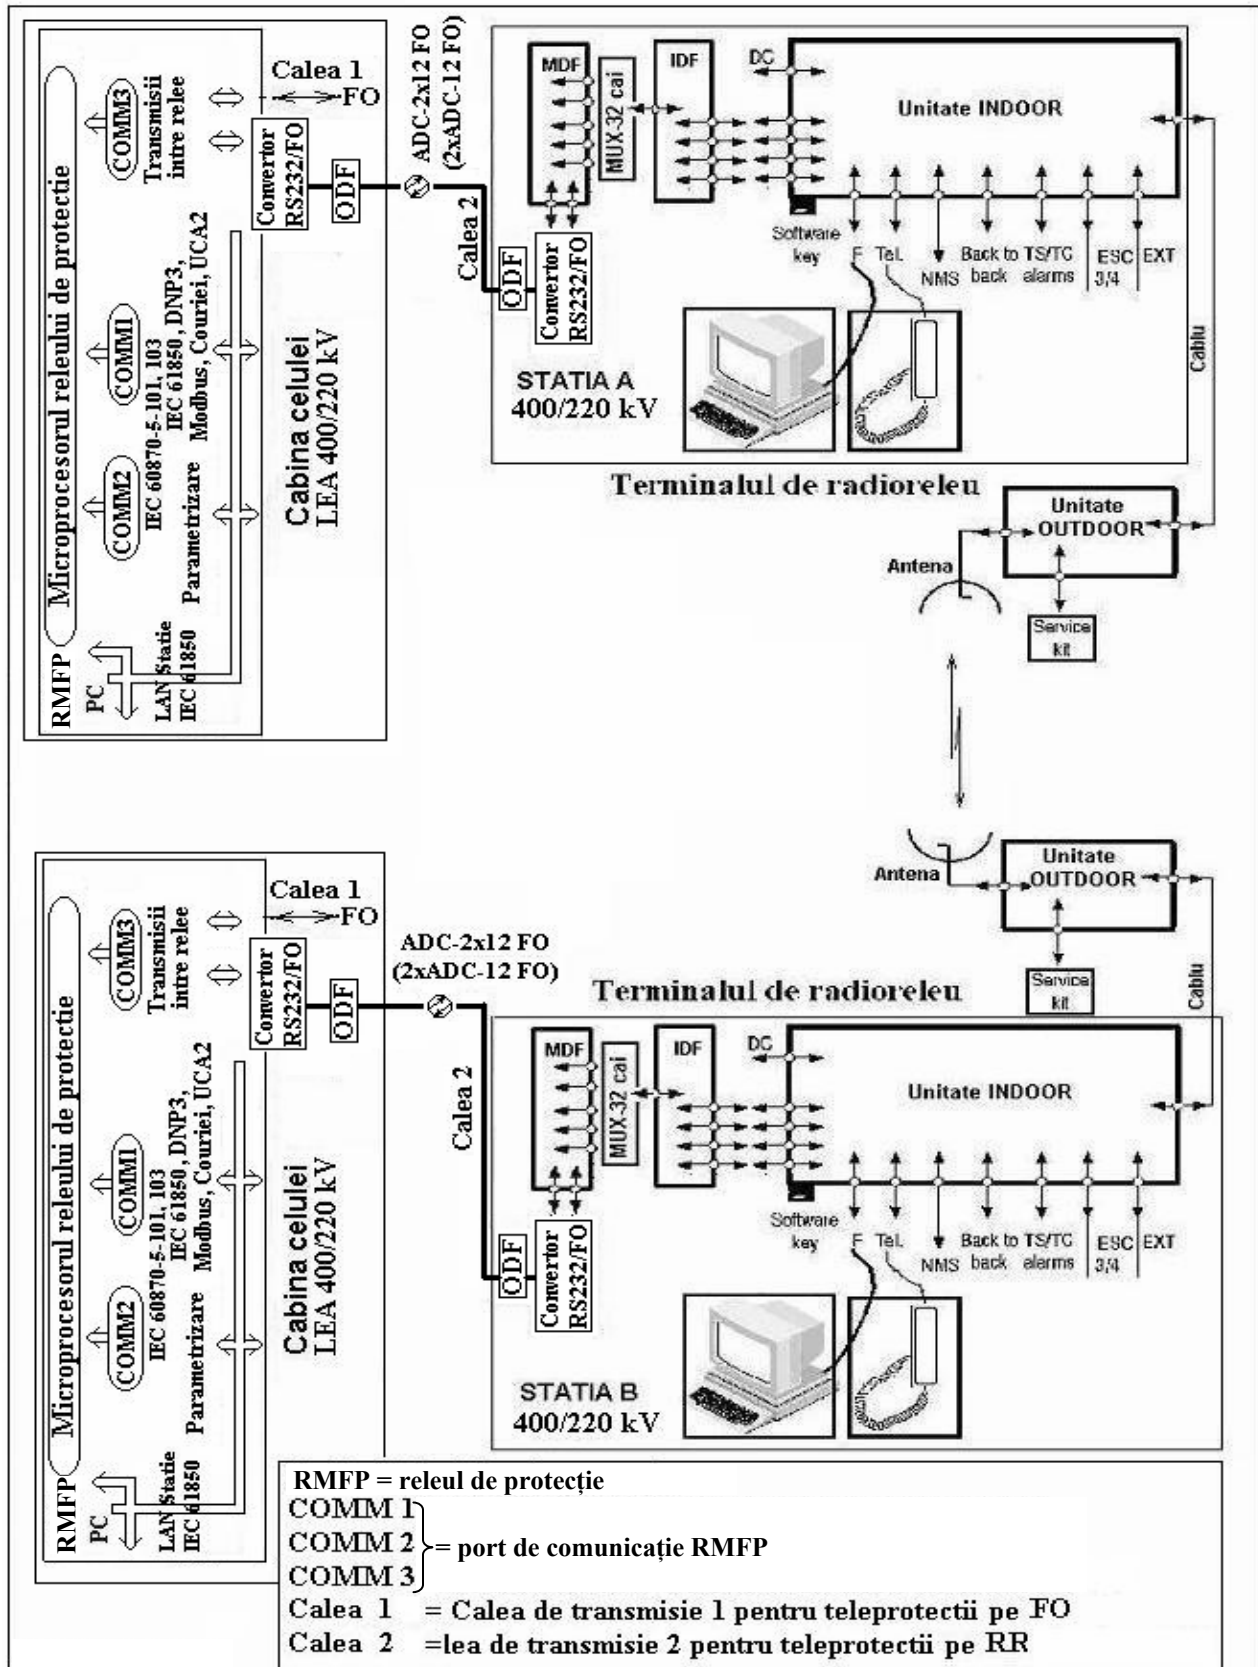 RMFP
Microprocesorul releului de protectie
COMM3
Transmisii
intre relee
COMM1
IEC 60870-5-101, 103
IEC 61850, DNP3,
Modbus, Couriei, UCA2
COMM2
Parametrizare
PC
LAN Statie
IEC 61850
Calea 1
FO
Convertor
RS232/FO
ODF
Cabina celulei
LEA 400/220 kV
ADC-2x12 FO
(2xADC-12 FO)
Calea 2
ODF
Convertor
RS232/FO
MDF
MUX-32 cai
IDF
DC
Unitate INDOOR
Software
key
F
Tel.
NMS
Back to
back
TS/TC
alarms
ESC
3/4
EXT
STATIA A
400/220 kV
Cablu
Terminalul de radioreleu
Unitate
OUTDOOR
Antena
Service
kit
Antena
Unitate
OUTDOOR
Service
kit
Cablu
Terminalul de radioreleu
RMFP
Microprocesorul releului de protectie
COMM3
Transmisii
intre relee
COMM1
IEC 60870-5-101, 103
IEC 61850, DNP3,
Modbus, Couriei, UCA2
COMM2
Parametrizare
PC
LAN Statie
IEC 61850
Calea 1
FO
Convertor
RS232/FO
ODF
Cabina celulei
LEA 400/220 kV
ADC-2x12 FO
(2xADC-12 FO)
Calea 2
ODF
Convertor
RS232/FO
MDF
MUX-32 cai
IDF
DC
Unitate INDOOR
Software
key
F
Tel.
NMS
Back to
back
TS/TC
alarms
ESC
3/4
EXT
STATIA B
400/220 kV
RMFP = releul de protecție
COMM 1
COMM 2 = port de comunicație RMFP
COMM 3
Calea 1 = Calea de transmisie 1 pentru teleprotectii pe FO
Calea 2 =lea de transmisie 2 pentru teleprotectii pe RR